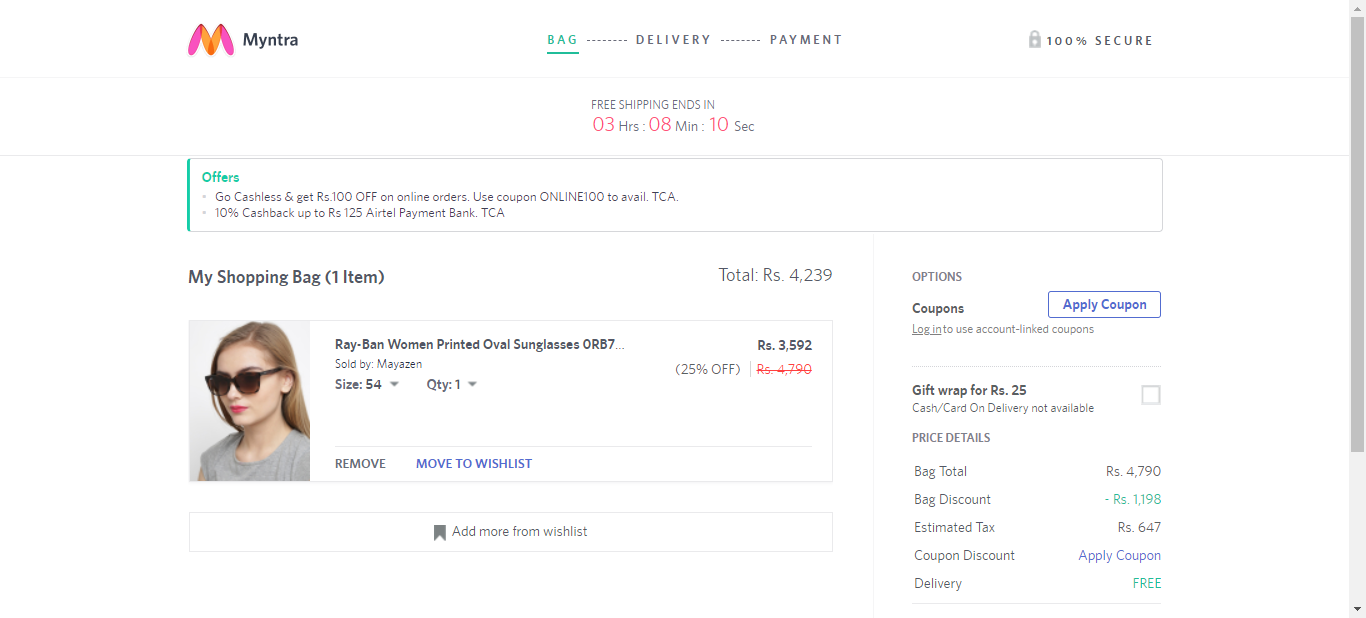 Myntra
BAG -------- DELIVERY -------- PAYMENT
100% SECURE
FREE SHIPPING ENDS IN
03 Hrs : 08 Min : 10 Sec
Offers
Go Cashless & get Rs.100 OFF on online orders. Use coupon ONLINE100 to avail. TCA.
10% Cashback up to Rs 125 Airtel Payment Bank. TCA
My Shopping Bag (1 Item)
Total: Rs. 4,239
Ray-Ban Women Printed Oval Sunglasses 0RB7...
Rs. 3,592
Sold by: Mayazen
(25% OFF) Rs. 4,790
Size: 54 Qty: 1
REMOVE MOVE TO WISHLIST
Add more from wishlist
OPTIONS
Coupons Apply Coupon
Log in to use account-linked coupons
Gift wrap for Rs. 25
Cash/Card On Delivery not available
PRICE DETAILS
Bag Total Rs. 4,790
Bag Discount - Rs. 1,198
Estimated Tax Rs. 647
Coupon Discount Apply Coupon
Delivery FREE